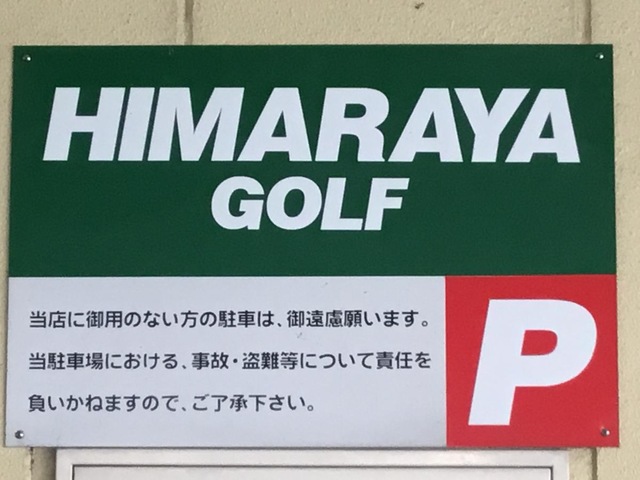 HIMARAYA
GOLF
当店に御用のない方の駐車は、御遠慮願います。
当駐車場における、事故・盗難等について責任を
負いかねますので、ご了承下さい。
P